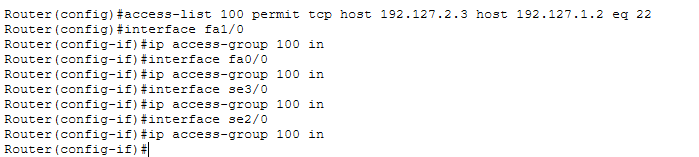 Router(config)#access-list 100 permit tcp host 192.127.2.3 host 192.127.1.2 eq 22
Router(config)#interface fa1/0
Router(config-if)#ip access-group 100 in
Router(config-if)#interface fa0/0
Router(config-if)#ip access-group 100 in
Router(config-if)#interface se3/0
Router(config-if)#ip access-group 100 in
Router(config-if)#interface se2/0
Router(config-if)#ip access-group 100 in
Router(config-if)#